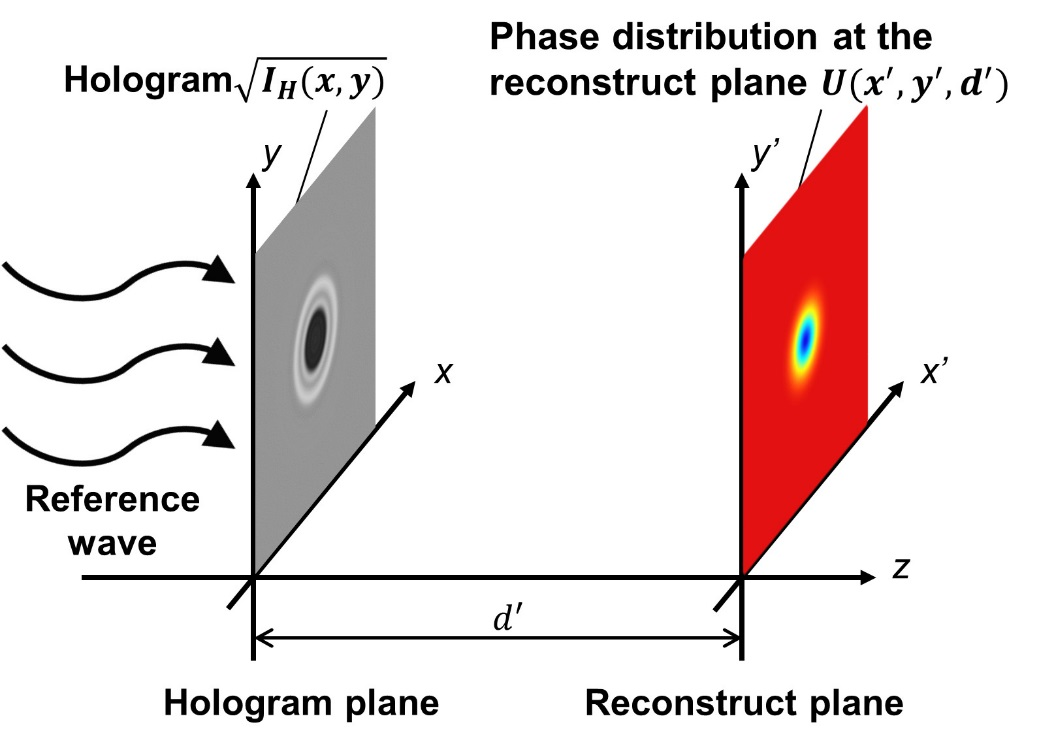 Phase distribution at the
Hologram √I_H(x, y)
reconstruct plane U(x′, y′, d′)
y
y’
x
x’
Reference
wave
z
d′
Hologram plane
Reconstruct plane